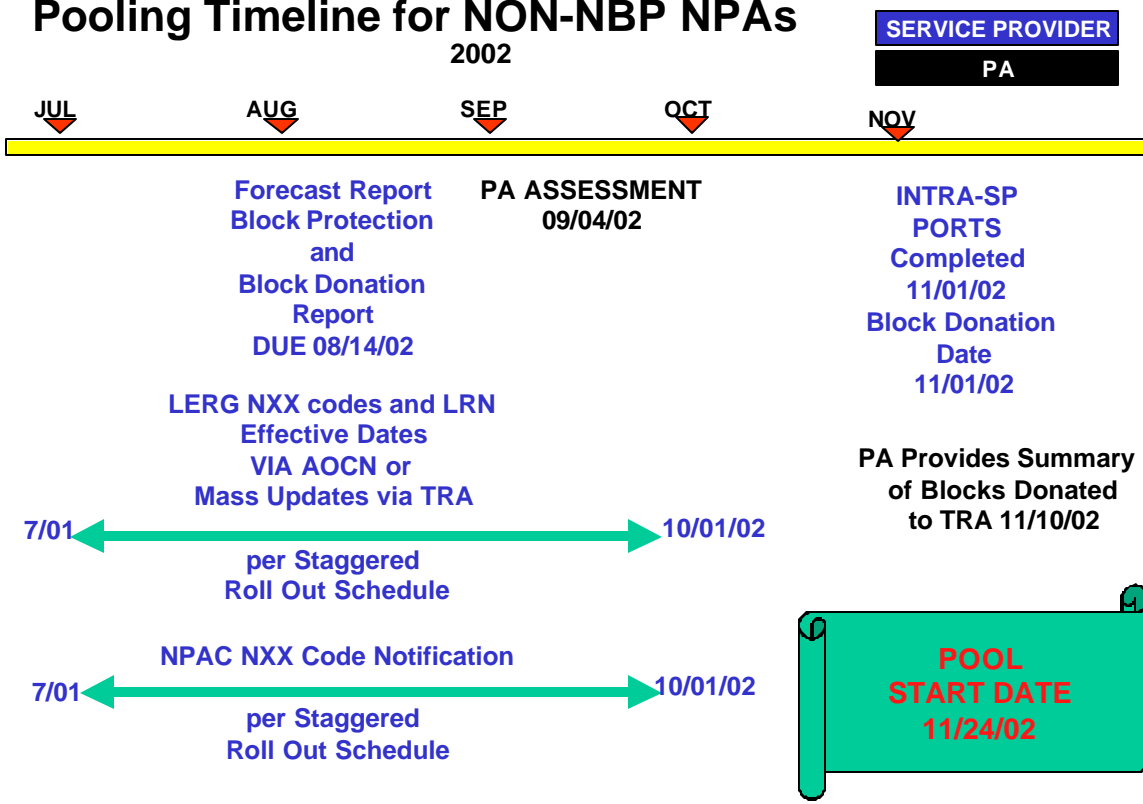 Pooling Timeline for NON-NBP NPAs
2002
SERVICE PROVIDER
PA
JUL
AUG
SEP
OCT
NOV
Forecast Report
Block Protection
and
Block Donation
Report
DUE 08/14/02
PA ASSESSMENT
09/04/02
INTRA-SP
PORTS
Completed
11/01/02
Block Donation
Date
11/01/02
LERG NXX codes and LRN
Effective Dates
VIA AOCN or
Mass Updates via TRA
7/01
10/01/02
per Staggered
Roll Out Schedule
PA Provides Summary
of Blocks Donated
to TRA 11/10/02
NPAC NXX Code Notification
7/01
10/01/02
per Staggered
Roll Out Schedule
POOL
START DATE
11/24/02